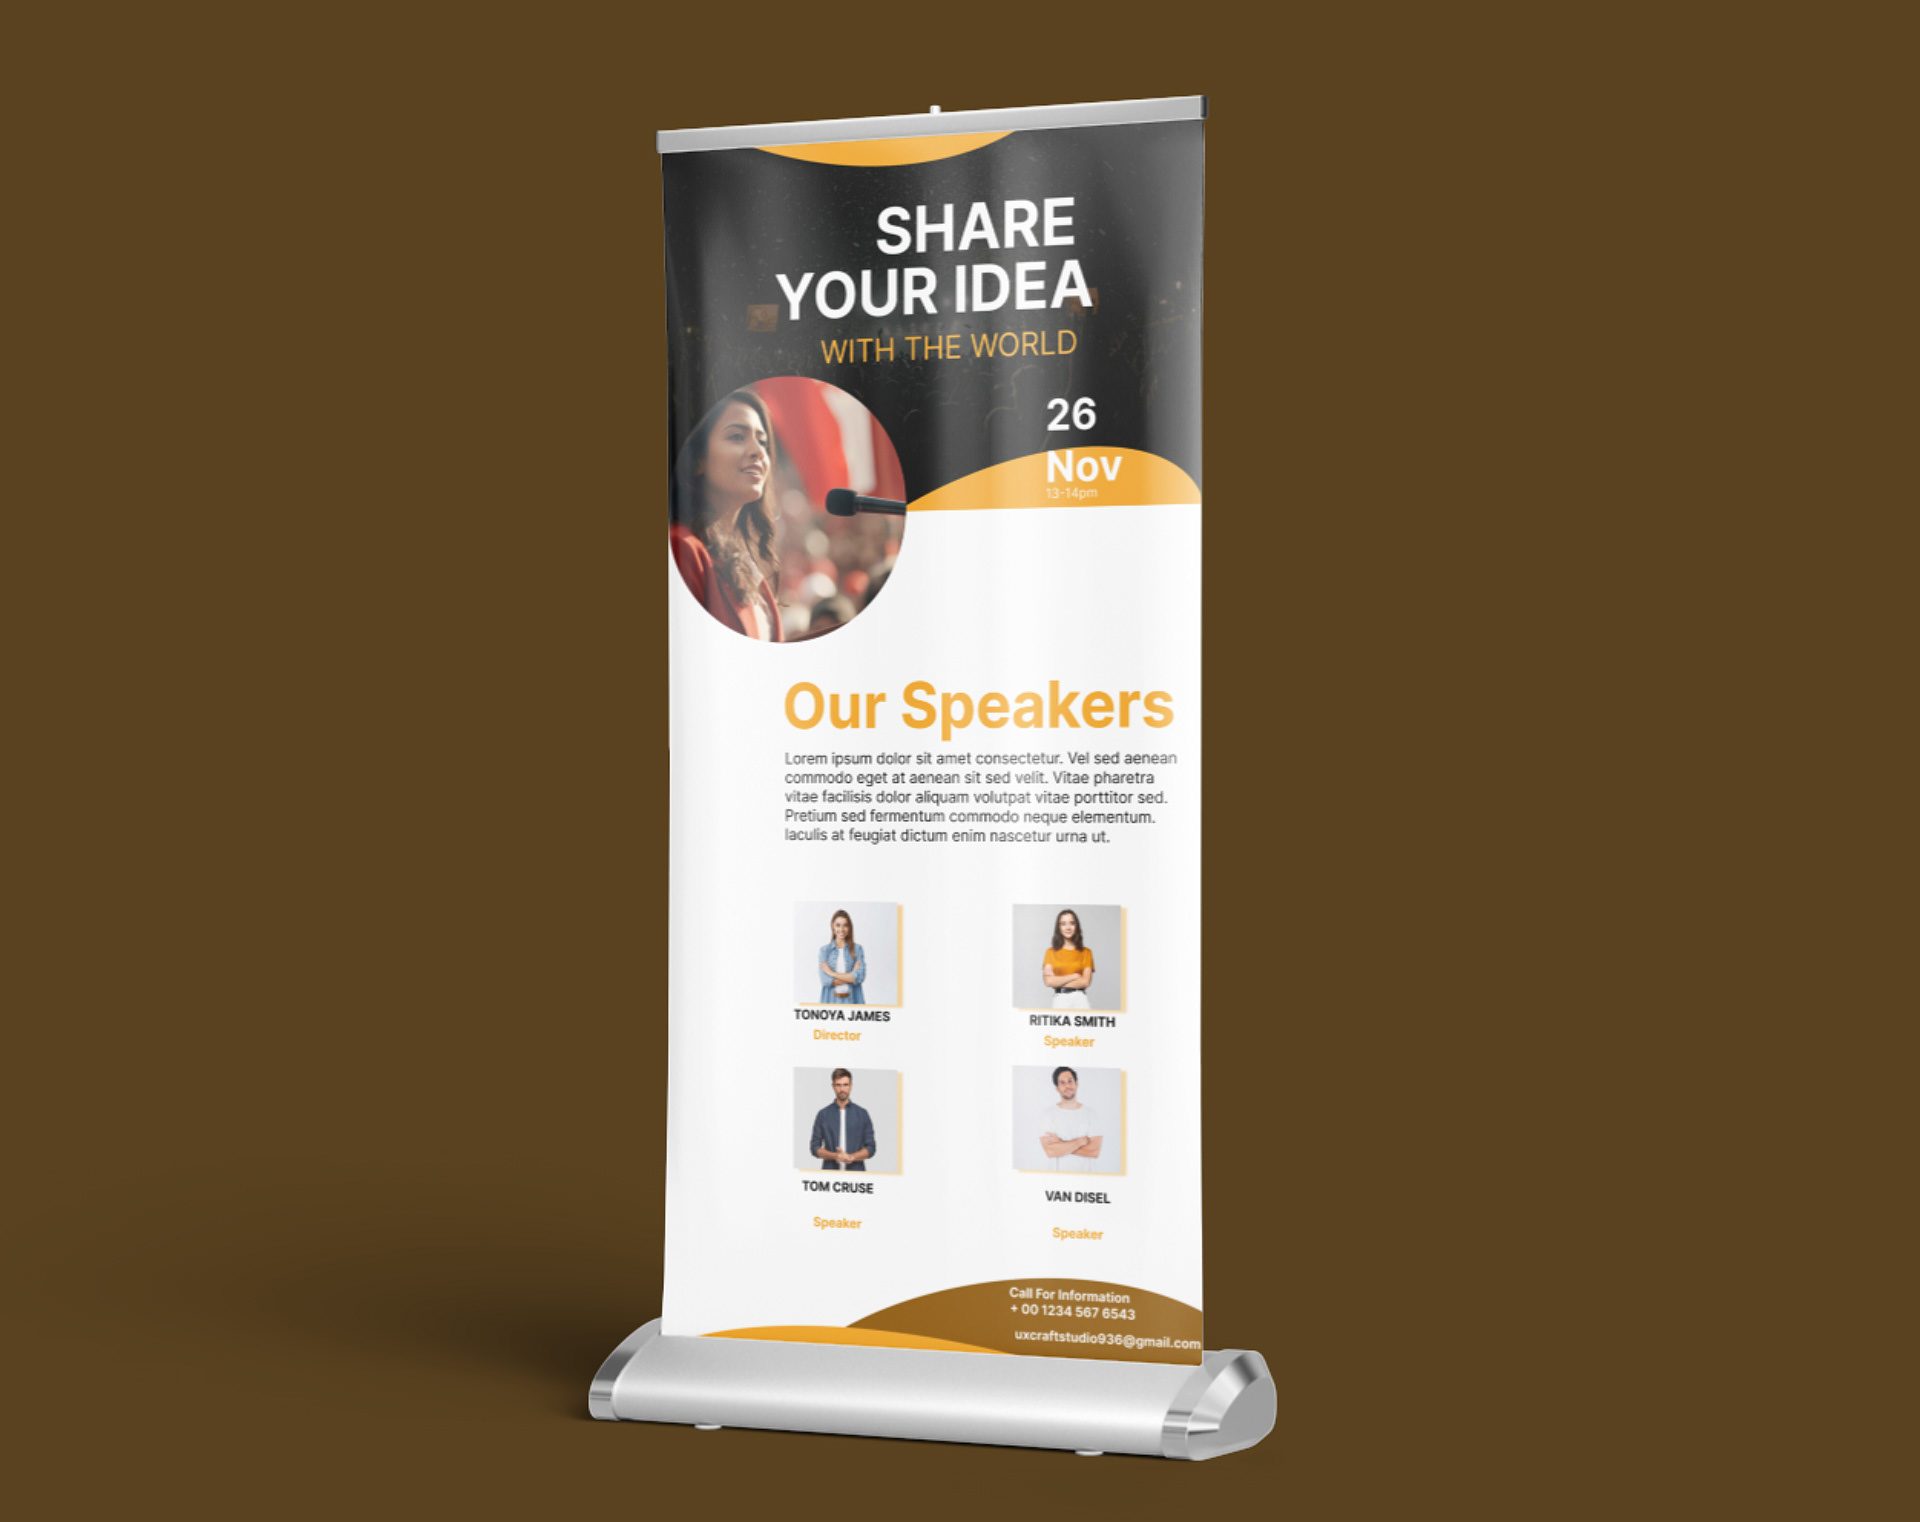 SHARE
YOUR IDEA
WITH THE WORLD
26
Nov
13-14pm
Our Speakers
Lorem ipsum dolor sit amet consectetur. Vel sed aenean
commodo eget at aenean sit sed velit. Vitae pharetra
vitae facilisis dolor aliquam volutpat vitae porttitor sed.
Pretium sed fermentum commodo neque elementum.
Iaculis at feugiat dictum enim nascetur urna ut.
TONOYA JAMES
Director
RITIKA SMITH
Speaker
TOM CRUSE
Speaker
VAN DISEL
Speaker
Call For Information
+ 00 1234 567 6543
uxcraftstudio936@gmail.com